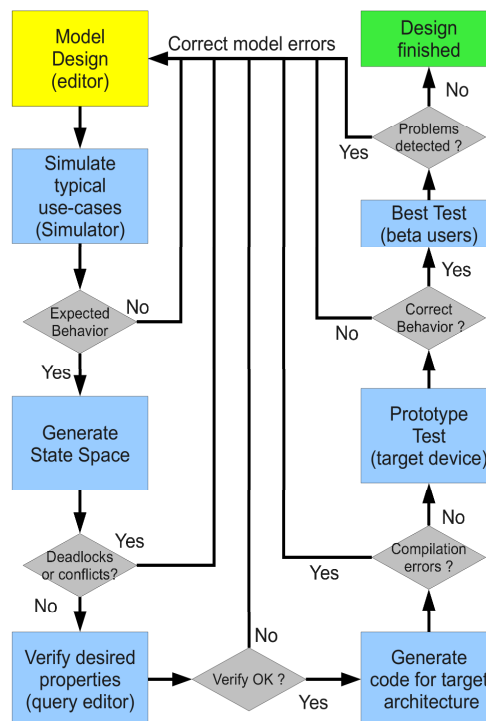 Model
Design
(editor)
Correct model errors
Design
finished
No
Problems
detected ?
Yes
Simulate
typical
use-cases
(Simulator)
Best Test
(beta users)
Yes
No
Expected
Behavior
Correct
Behavior ?
No
Yes
Generate
State Space
Prototype
Test
(target device)
No
Yes
Deadlocks
or conflicts?
Compilation
errors ?
Yes
No
No
Verify desired
properties
(query editor)
Verify OK ?
Yes
Generate
code for target
architecture